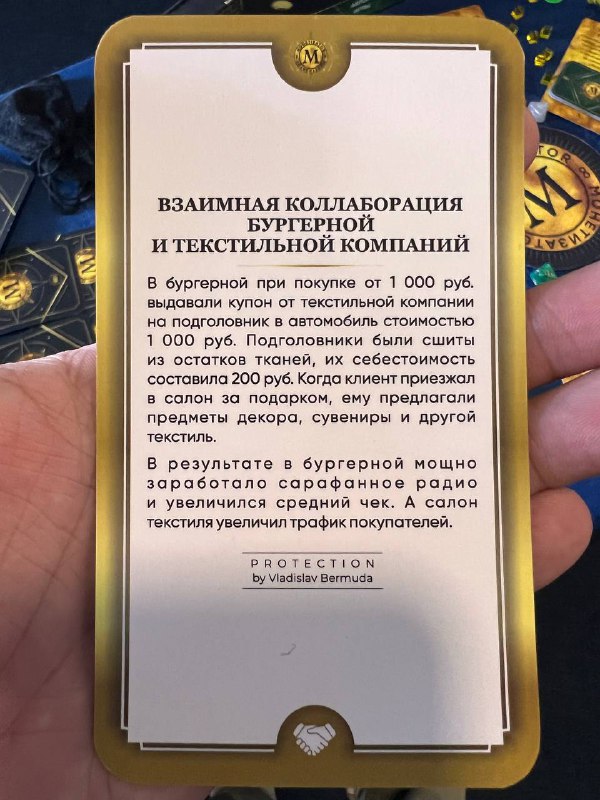 M
ВЗАИМНАЯ КОЛЛАБОРАЦИЯ
БУРГЕРНОЙ
И ТЕКСТИЛЬНОЙ КОМПАНИЙ
В бургерной при покупке от 1 000 руб.
выдавали купон от текстильной компании
на подголовник в автомобиль стоимостью
1 000 руб. Подголовники были сшиты
из остатков тканей, их себестоимость
составила 200 руб. Когда клиент приезжал
в салон за подарком, ему предлагали
предметы декора, сувениры и другой
текстиль.
В результате в бургерной мощно
заработало сарафанное радио
и увеличился средний чек. А салон
текстиля увеличил трафик покупателей.
PROTECTION
by Vladislav Bermuda
M